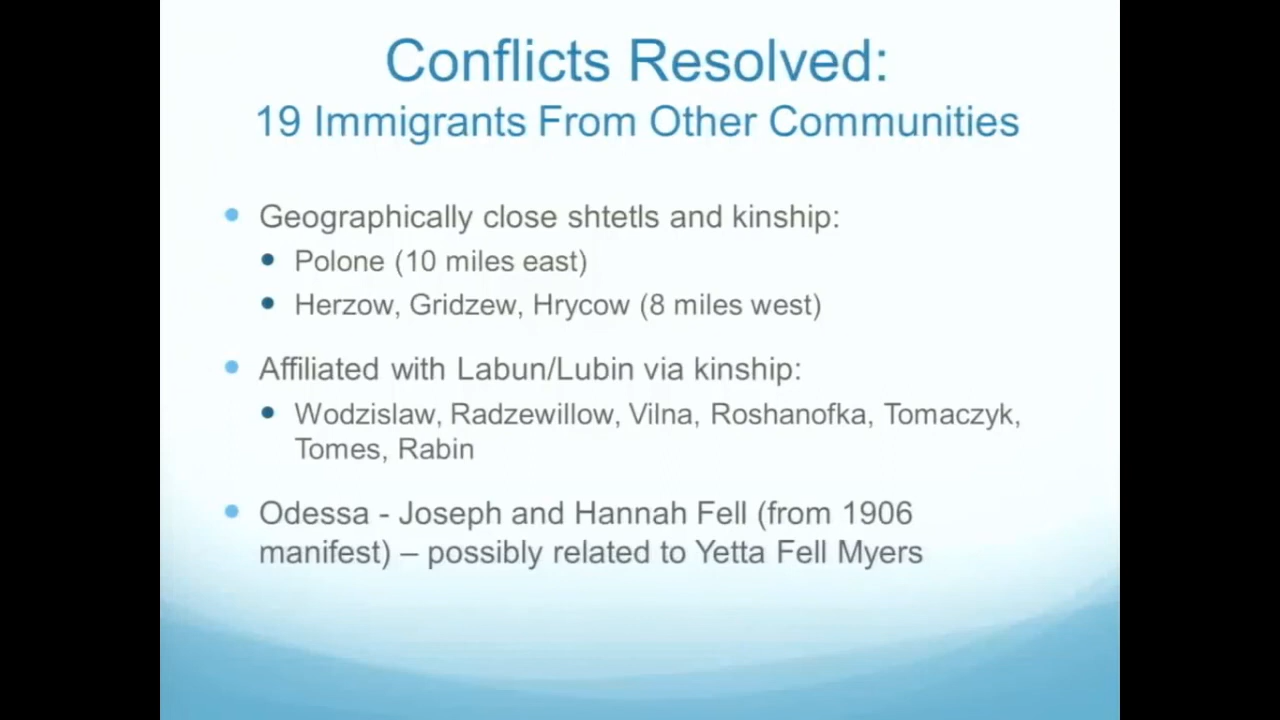 Conflicts Resolved:
19 Immigrants From Other Communities
• Geographically close shtetls and kinship:
• Polone (10 miles east)
• Herzow, Gridzew, Hrycow (8 miles west)
• Affiliated with Labun/Lubin via kinship:
• Wodzislaw, Radzewillow, Vilna, Roshanofka, Tomaczyk,
Tomes, Rabin
• Odessa - Joseph and Hannah Fell (from 1906
manifest) – possibly related to Yetta Fell Myers